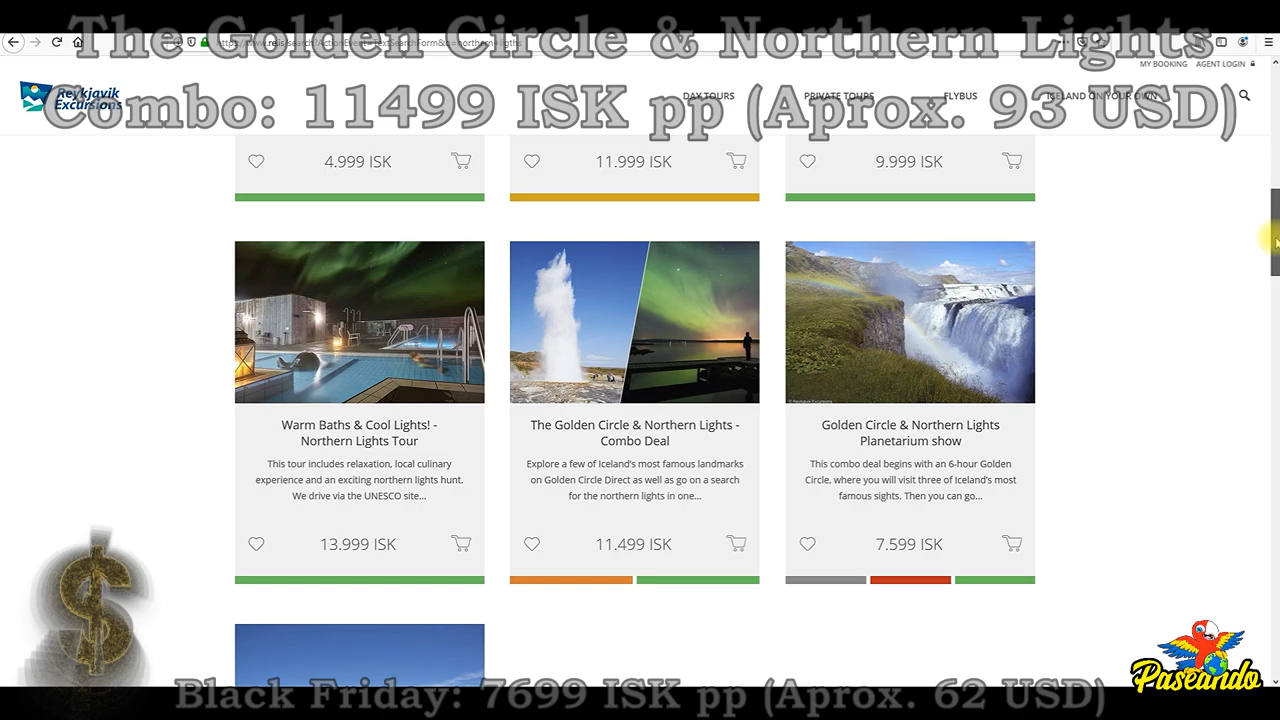 The Golden Circle & Northern Lights
Combo: 11499 ISK pp (Aprox. 93 USD)
MY BOOKING
AGENT LOGIN
Reykjavik
Excursions
DAY TOURS
PRIVATE TOURS
FLYBUS
ICELAND ON YOUR OWN
4.999 ISK
11.999 ISK
9.999 ISK
Warm Baths & Cool Lights! -
Northern Lights Tour
This tour includes relaxation, local culinary
experience and an exciting northern lights hunt.
We drive via the UNESCO site...
13.999 ISK
The Golden Circle & Northern Lights -
Combo Deal
Explore a few of Iceland's most famous landmarks
on Golden Circle Direct as well as go on a search
for the northern lights in one...
11.499 ISK
© Reykjavik Excursions
Golden Circle & Northern Lights
Planetarium show
This combo deal begins with an 6-hour Golden
Circle, where you will visit three of Iceland's most
famous sights. Then you can go...
7.599 ISK
$
Paseando
Black Friday: 7699 ISK pp (Aprox. 62 USD)